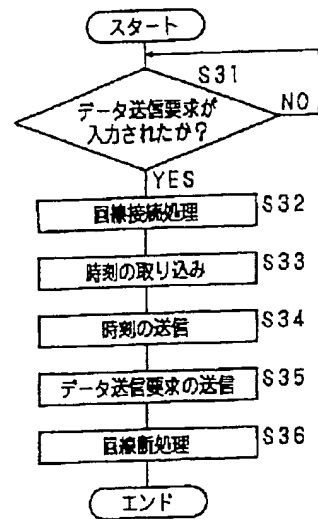 スタート
S31
データ送信要求が
入力されたか?
NO
YES
回線接続処理
S32
時刻の取り込み
S33
時刻の送信
S34
データ送信要求の送信
S35
回線断処理
S36
エンド